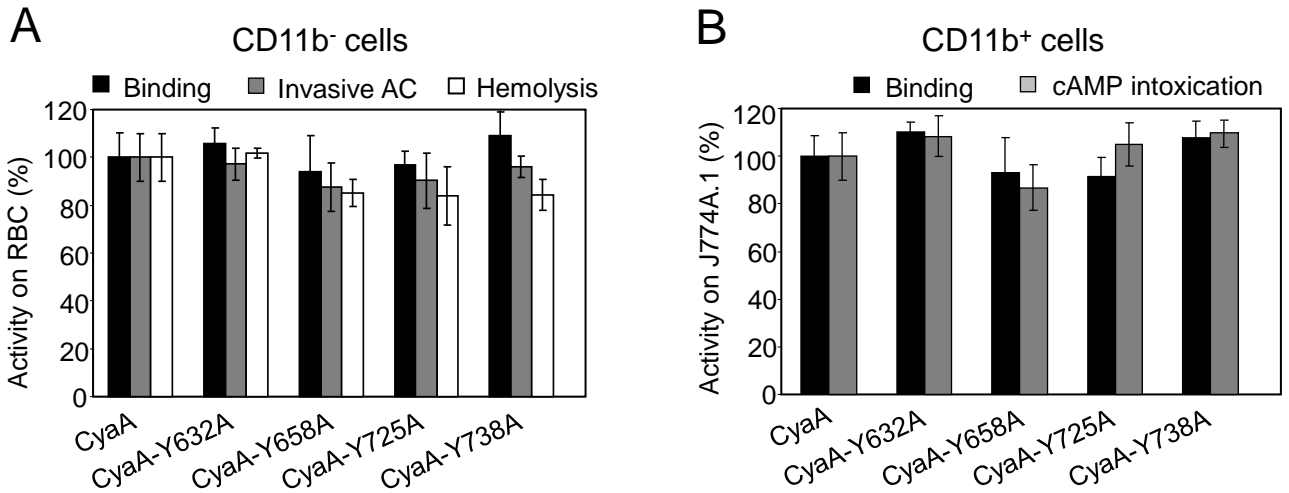 A
CD11b⁻ cells
Binding Invasive AC Hemolysis
Activity on RBC (%)
120
100
80
60
40
20
0
CyaA
CyaA-Y632A
CyaA-Y658A
CyaA-Y725A
CyaA-Y738A
B
CD11b⁺ cells
Binding cAMP intoxication
Activity on J774A.1 (%)
120
100
80
60
40
20
0
CyaA
CyaA-Y632A
CyaA-Y658A
CyaA-Y725A
CyaA-Y738A